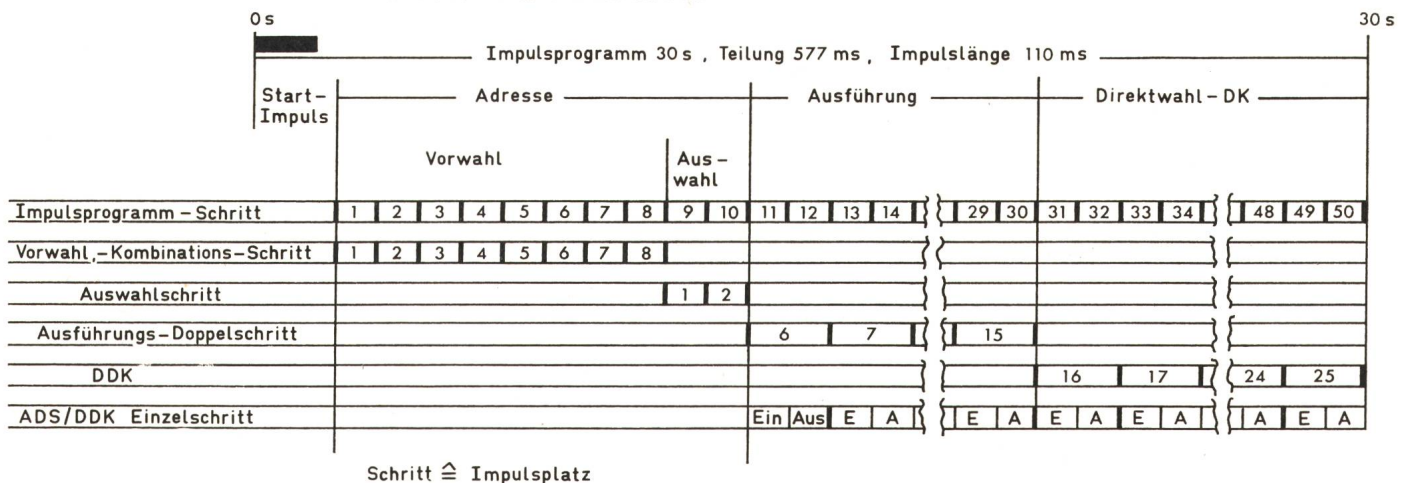 0 s 30 s
Impulsprogramm 30 s , Teilung 577 ms , Impulslänge 110 ms
Start- Adresse Ausführung Direktwahl-DK
Impuls
Vorwahl Aus-
wahl
Impulsprogramm-Schritt 1 2 3 4 5 6 7 8 9 10 11 12 13 14 29 30 31 32 33 34 48 49 50
Vorwahl,-Kombinations-Schritt 1 2 3 4 5 6 7 8
Auswahlschritt 1 2
Ausführungs-Doppelschritt 6 7 15
DDK 16 17 24 25
ADS/DDK Einzelschritt Ein Aus E A E A E A E A A E A
Schritt ≙ Impulsplatz